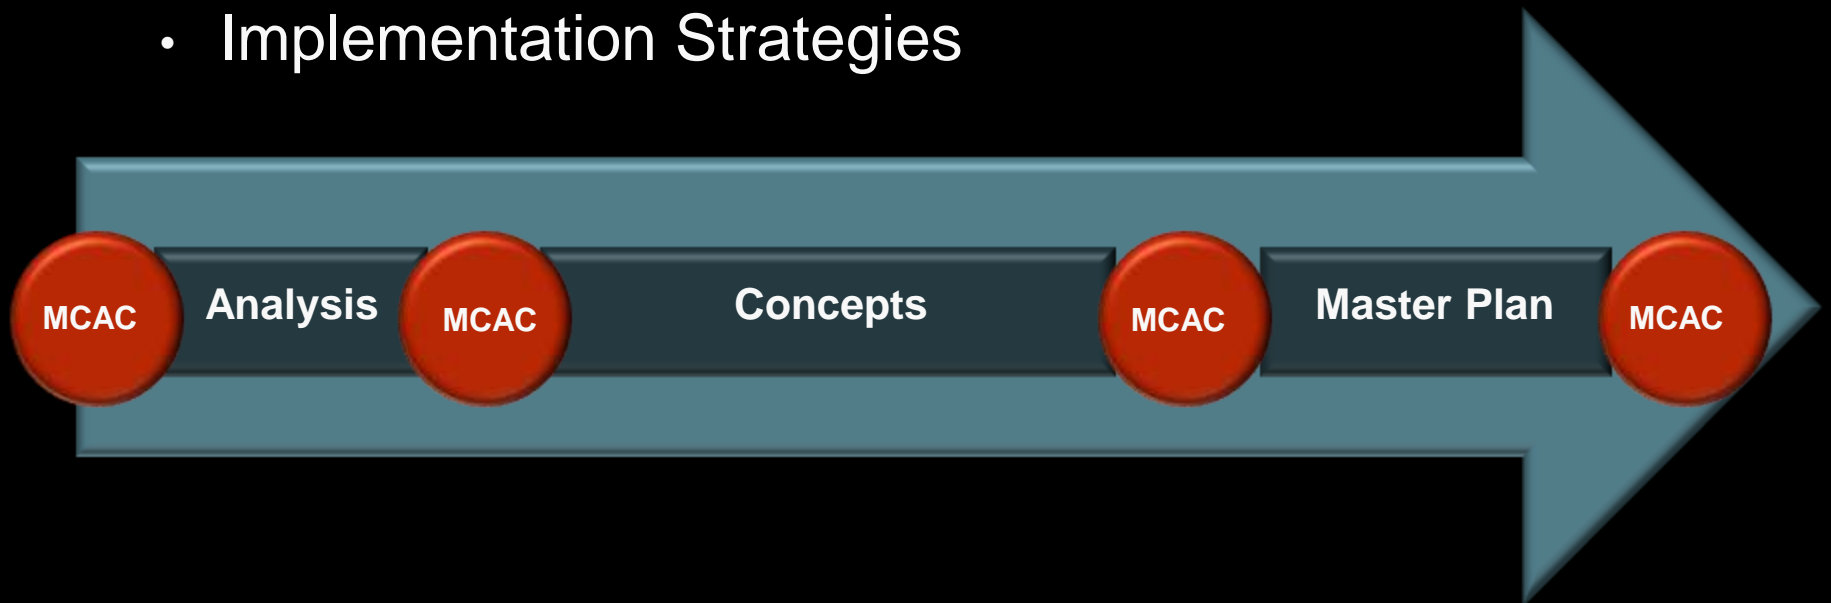 • Implementation Strategies
MCAC
Analysis
MCAC
Concepts
MCAC
Master Plan
MCAC